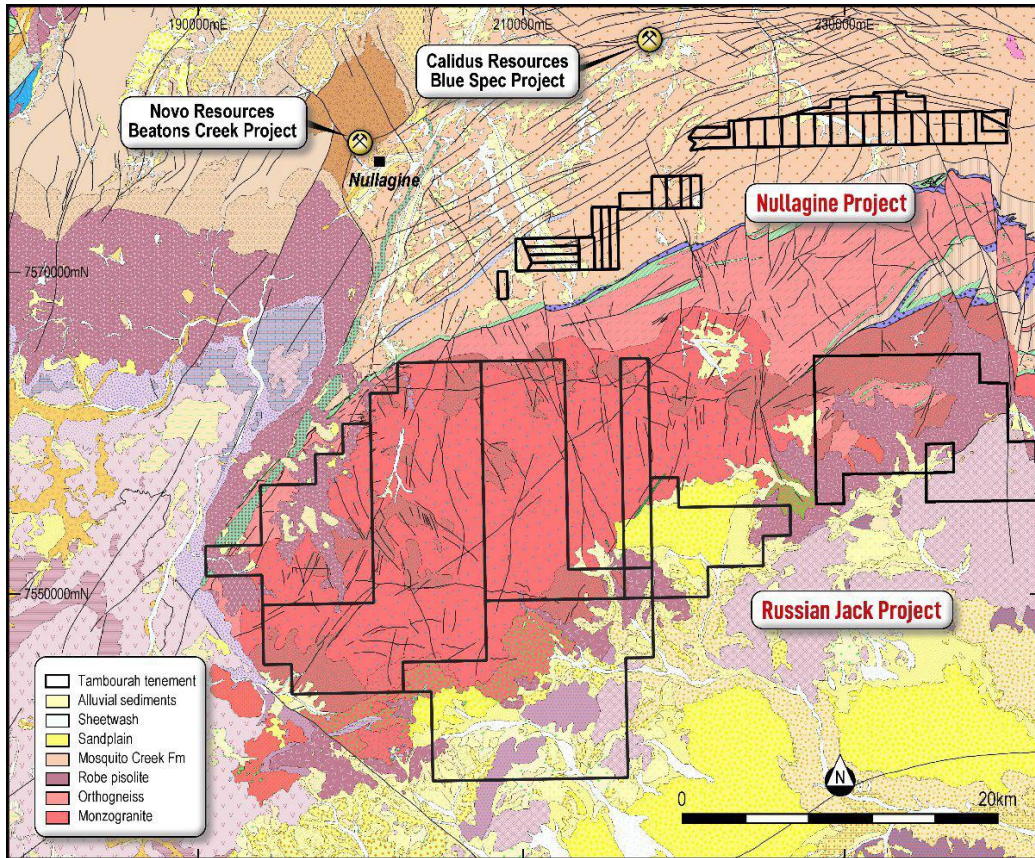 190000mE
210000mE
230000mE
Calidus Resources
Blue Spec Project
Novo Resources
Beatons Creek Project
Nullagine
Nullagine Project
7570000mN
7550000mN
Russian Jack Project
Tambourah tenement
Alluvial sediments
Sheetwash
Sandplain
Mosquito Creek Fm
Robe pisolite
Orthogneiss
Monzogranite
N
0
20km